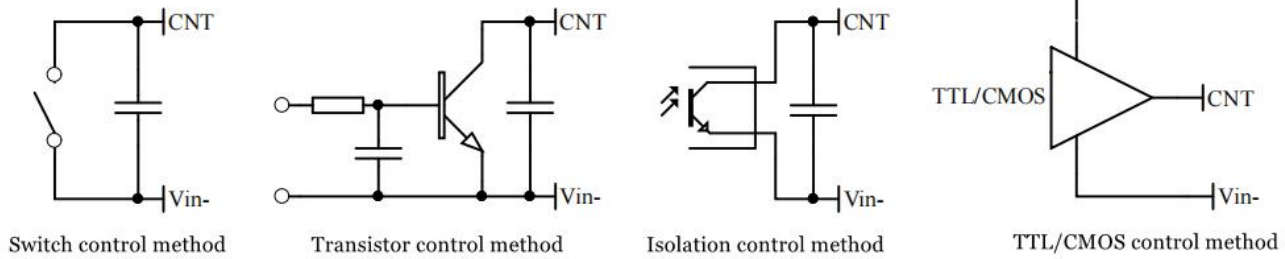 CNT
Vin-
Switch control method
CNT
Vin-
Transistor control method
CNT
Vin-
Isolation control method
TTL/CMOS
CNT
Vin-
TTL/CMOS control method